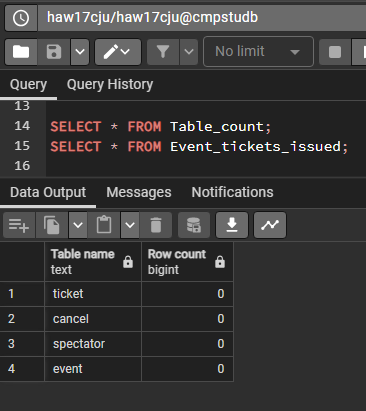 haw17cju/haw17cju@cmpstudb
No limit
Query Query History
13
14 SELECT * FROM Table_count;
15 SELECT * FROM Event_tickets_issued;
16
Data Output Messages Notifications
Table name Row count
text bigint
1 ticket 0
2 cancel 0
3 spectator 0
4 event 0